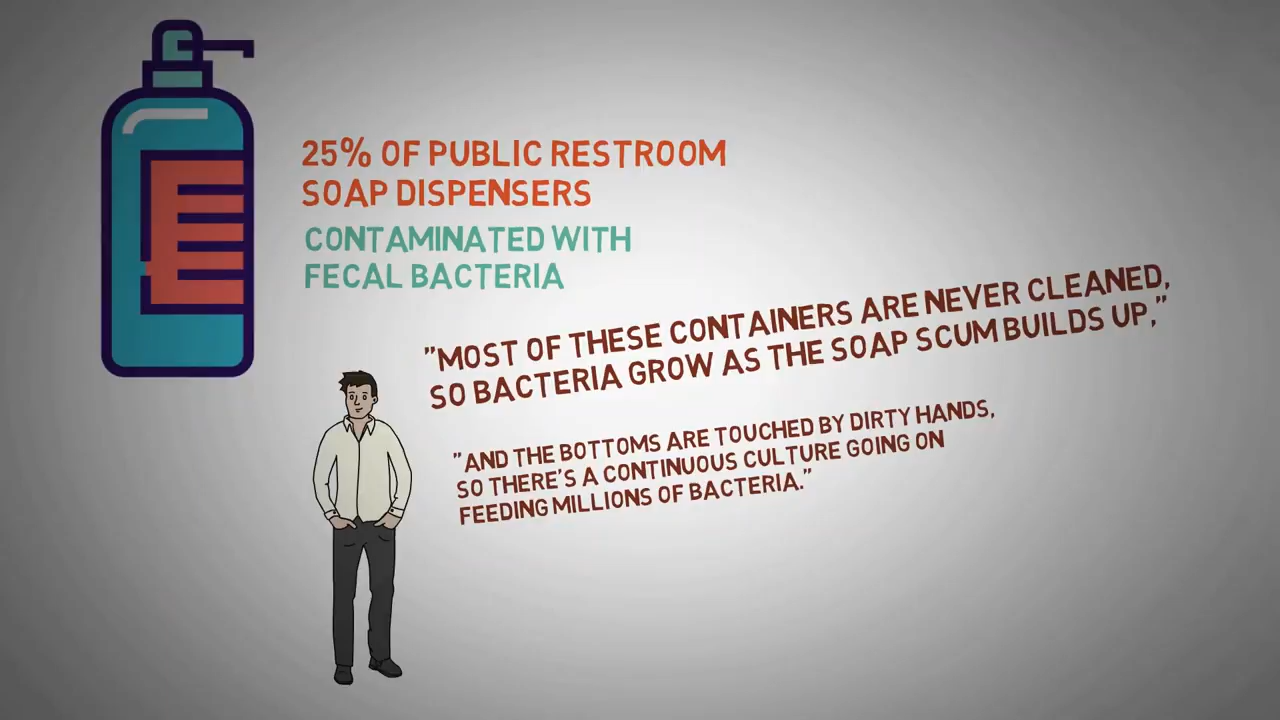 25% OF PUBLIC RESTROOM
SOAP DISPENSERS
CONTAMINATED WITH
FECAL BACTERIA
"MOST OF THESE CONTAINERS ARE NEVER CLEANED,
SO BACTERIA GROW AS THE SOAP SCUM BUILDS UP,"
"AND THE BOTTOMS ARE TOUCHED BY DIRTY HANDS,
SO THERE'S A CONTINUOUS CULTURE GOING ON
FEEDING MILLIONS OF BACTERIA."